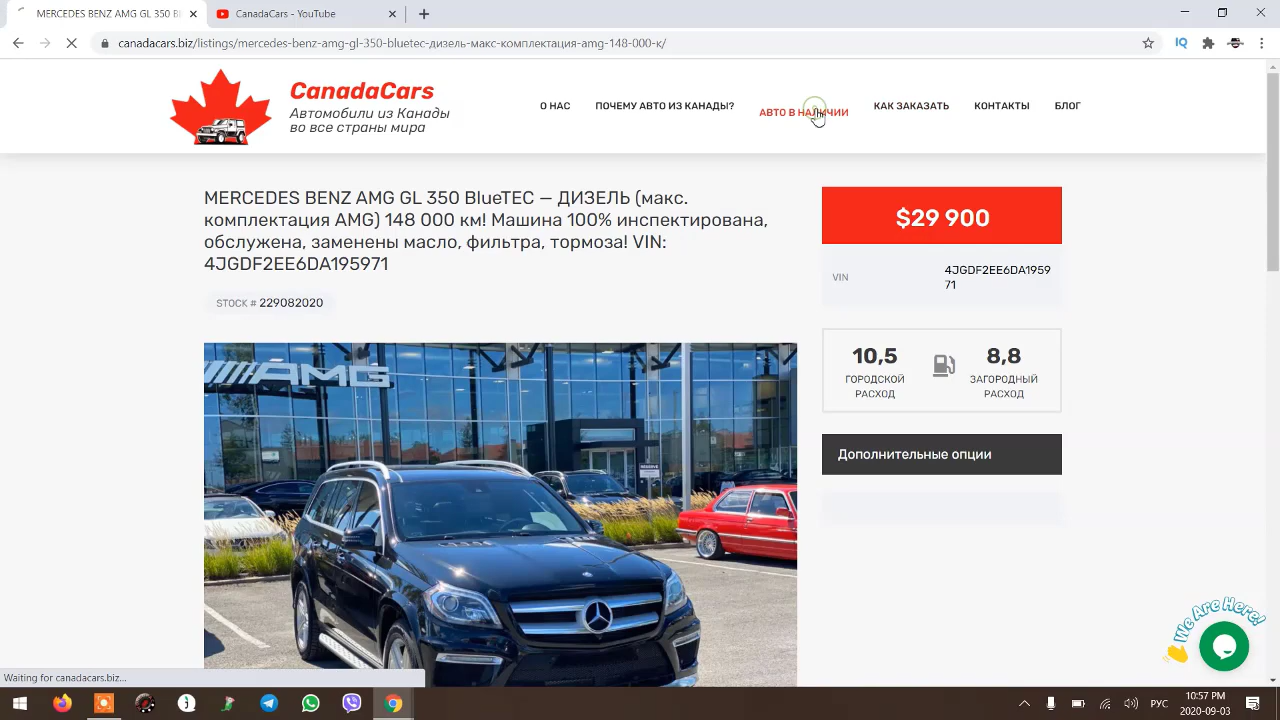 MERCEDES BENZ AMG GL 350 BlueTEC
CanadaCars - YouTube
canadacars.biz/listings/mercedes-benz-amg-gl-350-bluetec-дизель-макс-комплектация-amg-148-000-к/
IQ
CanadaCars
Автомобили из Канады
во все страны мира
О НАС
ПОЧЕМУ АВТО ИЗ КАНАДЫ?
АВТО В НАЛИЧИИ
КАК ЗАКАЗАТЬ
КОНТАКТЫ
БЛОГ
MERCEDES BENZ AMG GL 350 BlueTEC — ДИЗЕЛЬ (макс.
комплектация AMG) 148 000 км! Машина 100% инспектирована,
обслужена, заменены масло, фильтра, тормоза! VIN:
4JGDF2EE6DA195971
STOCK # 229082020
$29 900
VIN
4JGDF2EE6DA1959
71
10,5
ГОРОДСКОЙ
РАСХОД
8,8
ЗАГОРОДНЫЙ
РАСХОД
Дополнительные опции
AMG
RESERVE
We Are Here!
Waiting for canadacars.biz...
РУС
10:57 PM
2020-09-03